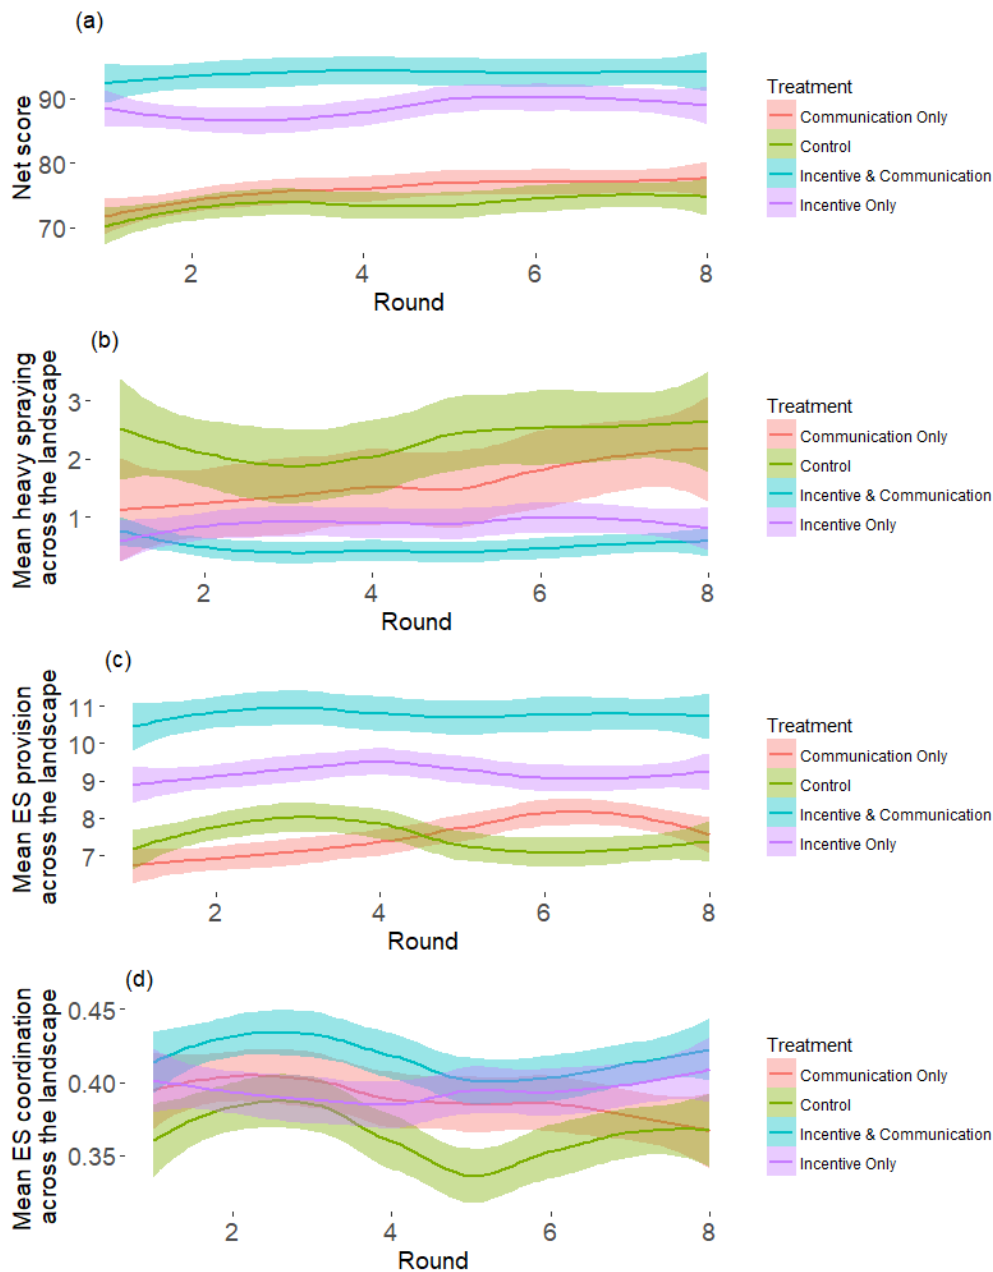 (a)
Net score
90
80
70
2 4 6 8
Round
Treatment
Communication Only
Control
Incentive & Communication
Incentive Only
(b)
Mean heavy spraying
across the landscape
3
2
1
2 4 6 8
Round
Treatment
Communication Only
Control
Incentive & Communication
Incentive Only
(c)
Mean ES provision
across the landscape
11
10
9
8
7
2 4 6 8
Round
Treatment
Communication Only
Control
Incentive & Communication
Incentive Only
(d)
Mean ES coordination
across the landscape
0.45
0.40
0.35
2 4 6 8
Round
Treatment
Communication Only
Control
Incentive & Communication
Incentive Only